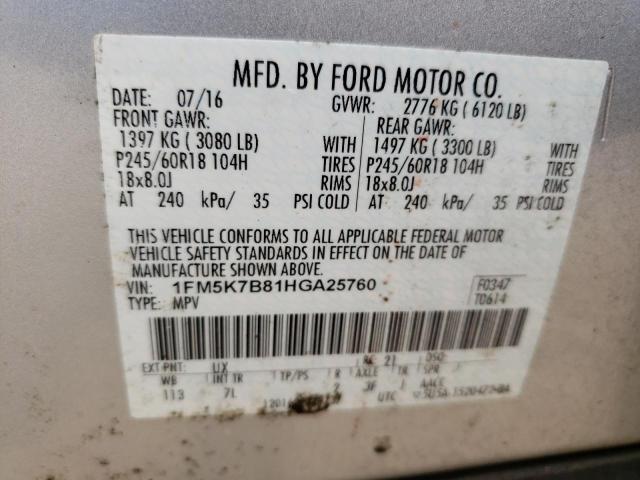 MFD. BY FORD MOTOR CO.
DATE: 07/16 GVWR: 2776 KG ( 6120 LB)
FRONT GAWR: REAR GAWR:
1397 KG ( 3080 LB) WITH 1497 KG ( 3300 LB) WITH
P245/60R18 104H TIRES P245/60R18 104H TIRES
18x8.0J RIMS 18x8.0J RIMS
AT 240 kPa/ 35 PSI COLD AT 240 kPa/ 35 PSI COLD
THIS VEHICLE CONFORMS TO ALL APPLICABLE FEDERAL MOTOR
VEHICLE SAFETY STANDARDS IN EFFECT ON THE DATE OF
MANUFACTURE SHOWN ABOVE.
VIN: 1FM5K7B81HGA25760 F0347
TYPE: MPV T0614
EXT PNT: UX RC: 21 DSO:
WB INT TR TP/PS R AXLE TR SPR
113 7L 2 3F AACC
UTC